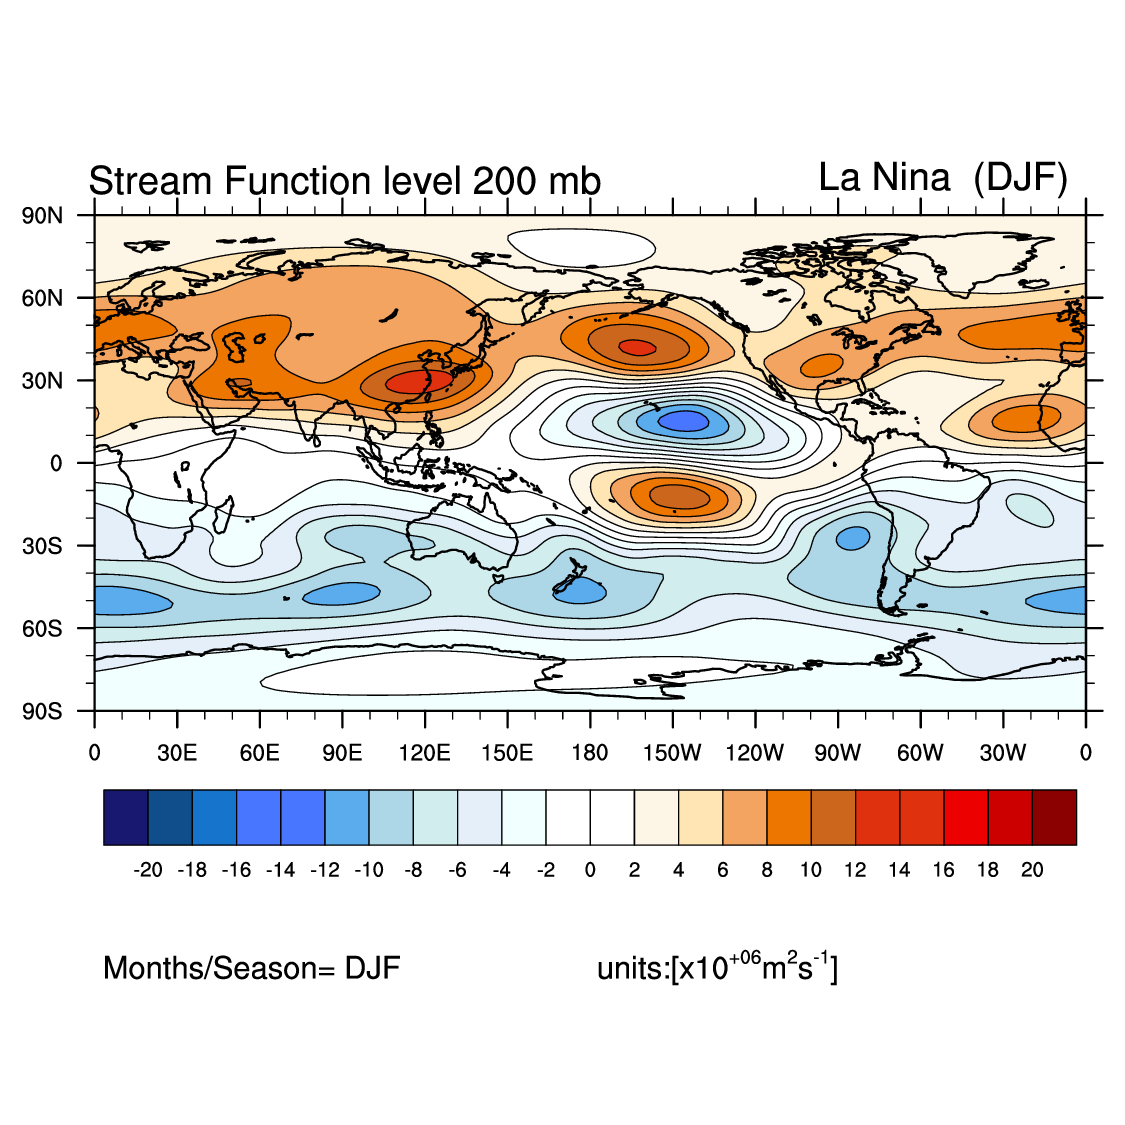 Stream Function level 200 mb La Nina (DJF)
90N
60N
30N
0
30S
60S
90S
0 30E 60E 90E 120E 150E 180 150W 120W 90W 60W 30W 0
-20 -18 -16 -14 -12 -10 -8 -6 -4 -2 0 2 4 6 8 10 12 14 16 18 20
Months/Season= DJF units:[x10+06m2s-1]